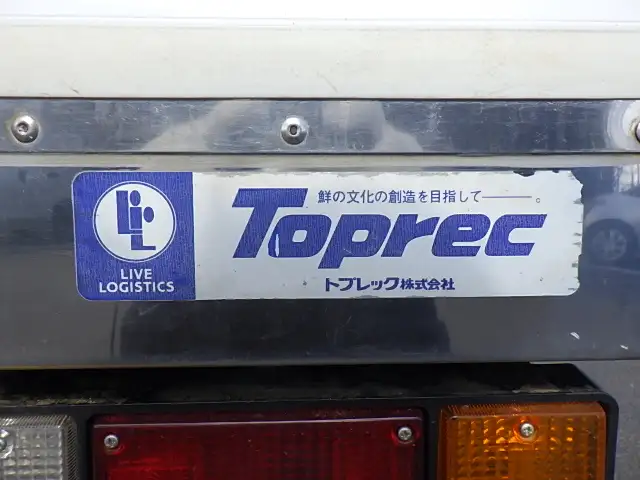 鮮の文化の創造を目指して――。
Toprec
トプレック株式会社
LIVE
LOGISTICS